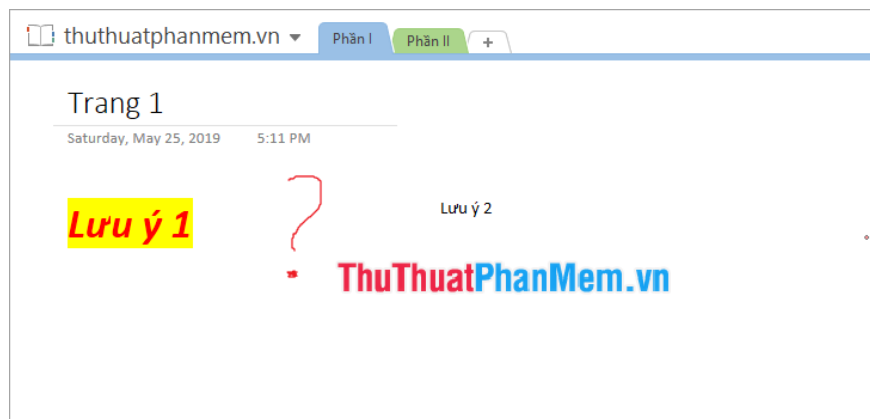 thuthuatphanmem.vn
Phần I
Phần II
+
Trang 1
Saturday, May 25, 2019 5:11 PM
Lưu ý 1
?
Lưu ý 2
ThuThuatPhanMem.vn